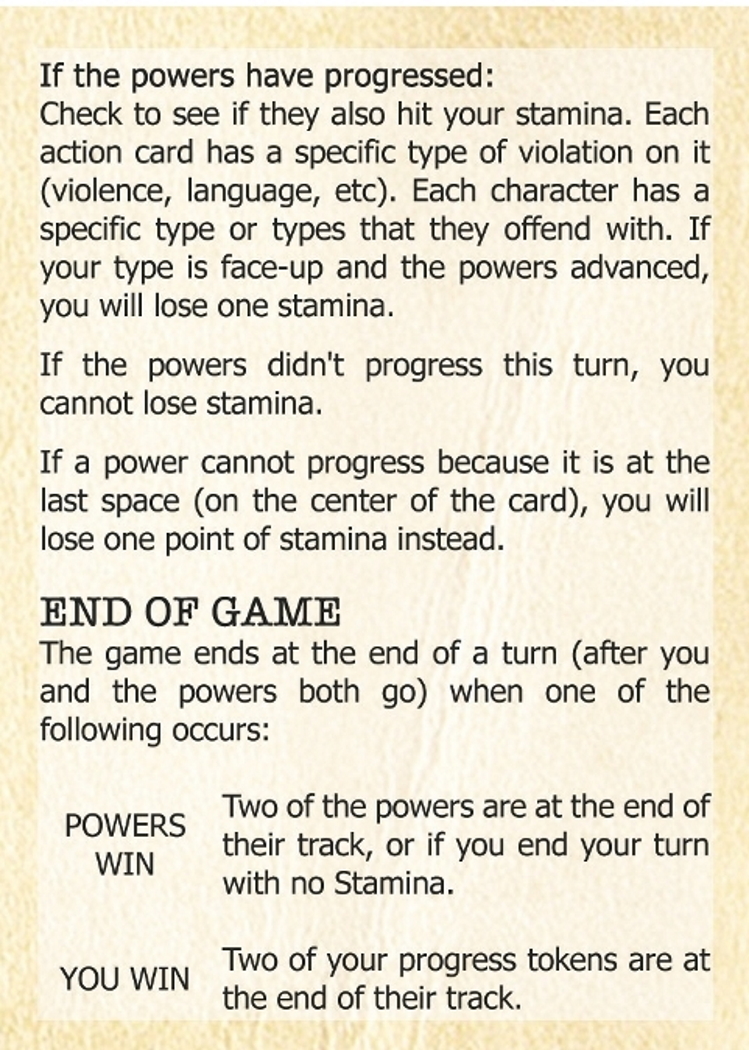 If the powers have progressed:
Check to see if they also hit your stamina. Each
action card has a specific type of violation on it
(violence, language, etc). Each character has a
specific type or types that they offend with. If
your type is face-up and the powers advanced,
you will lose one stamina.
If the powers didn't progress this turn, you
cannot lose stamina.
If a power cannot progress because it is at the
last space (on the center of the card), you will
lose one point of stamina instead.
END OF GAME
The game ends at the end of a turn (after you
and the powers both go) when one of the
following occurs:
POWERS
WIN
Two of the powers are at the end of
their track, or if you end your turn
with no Stamina.
YOU WIN
Two of your progress tokens are at
the end of their track.